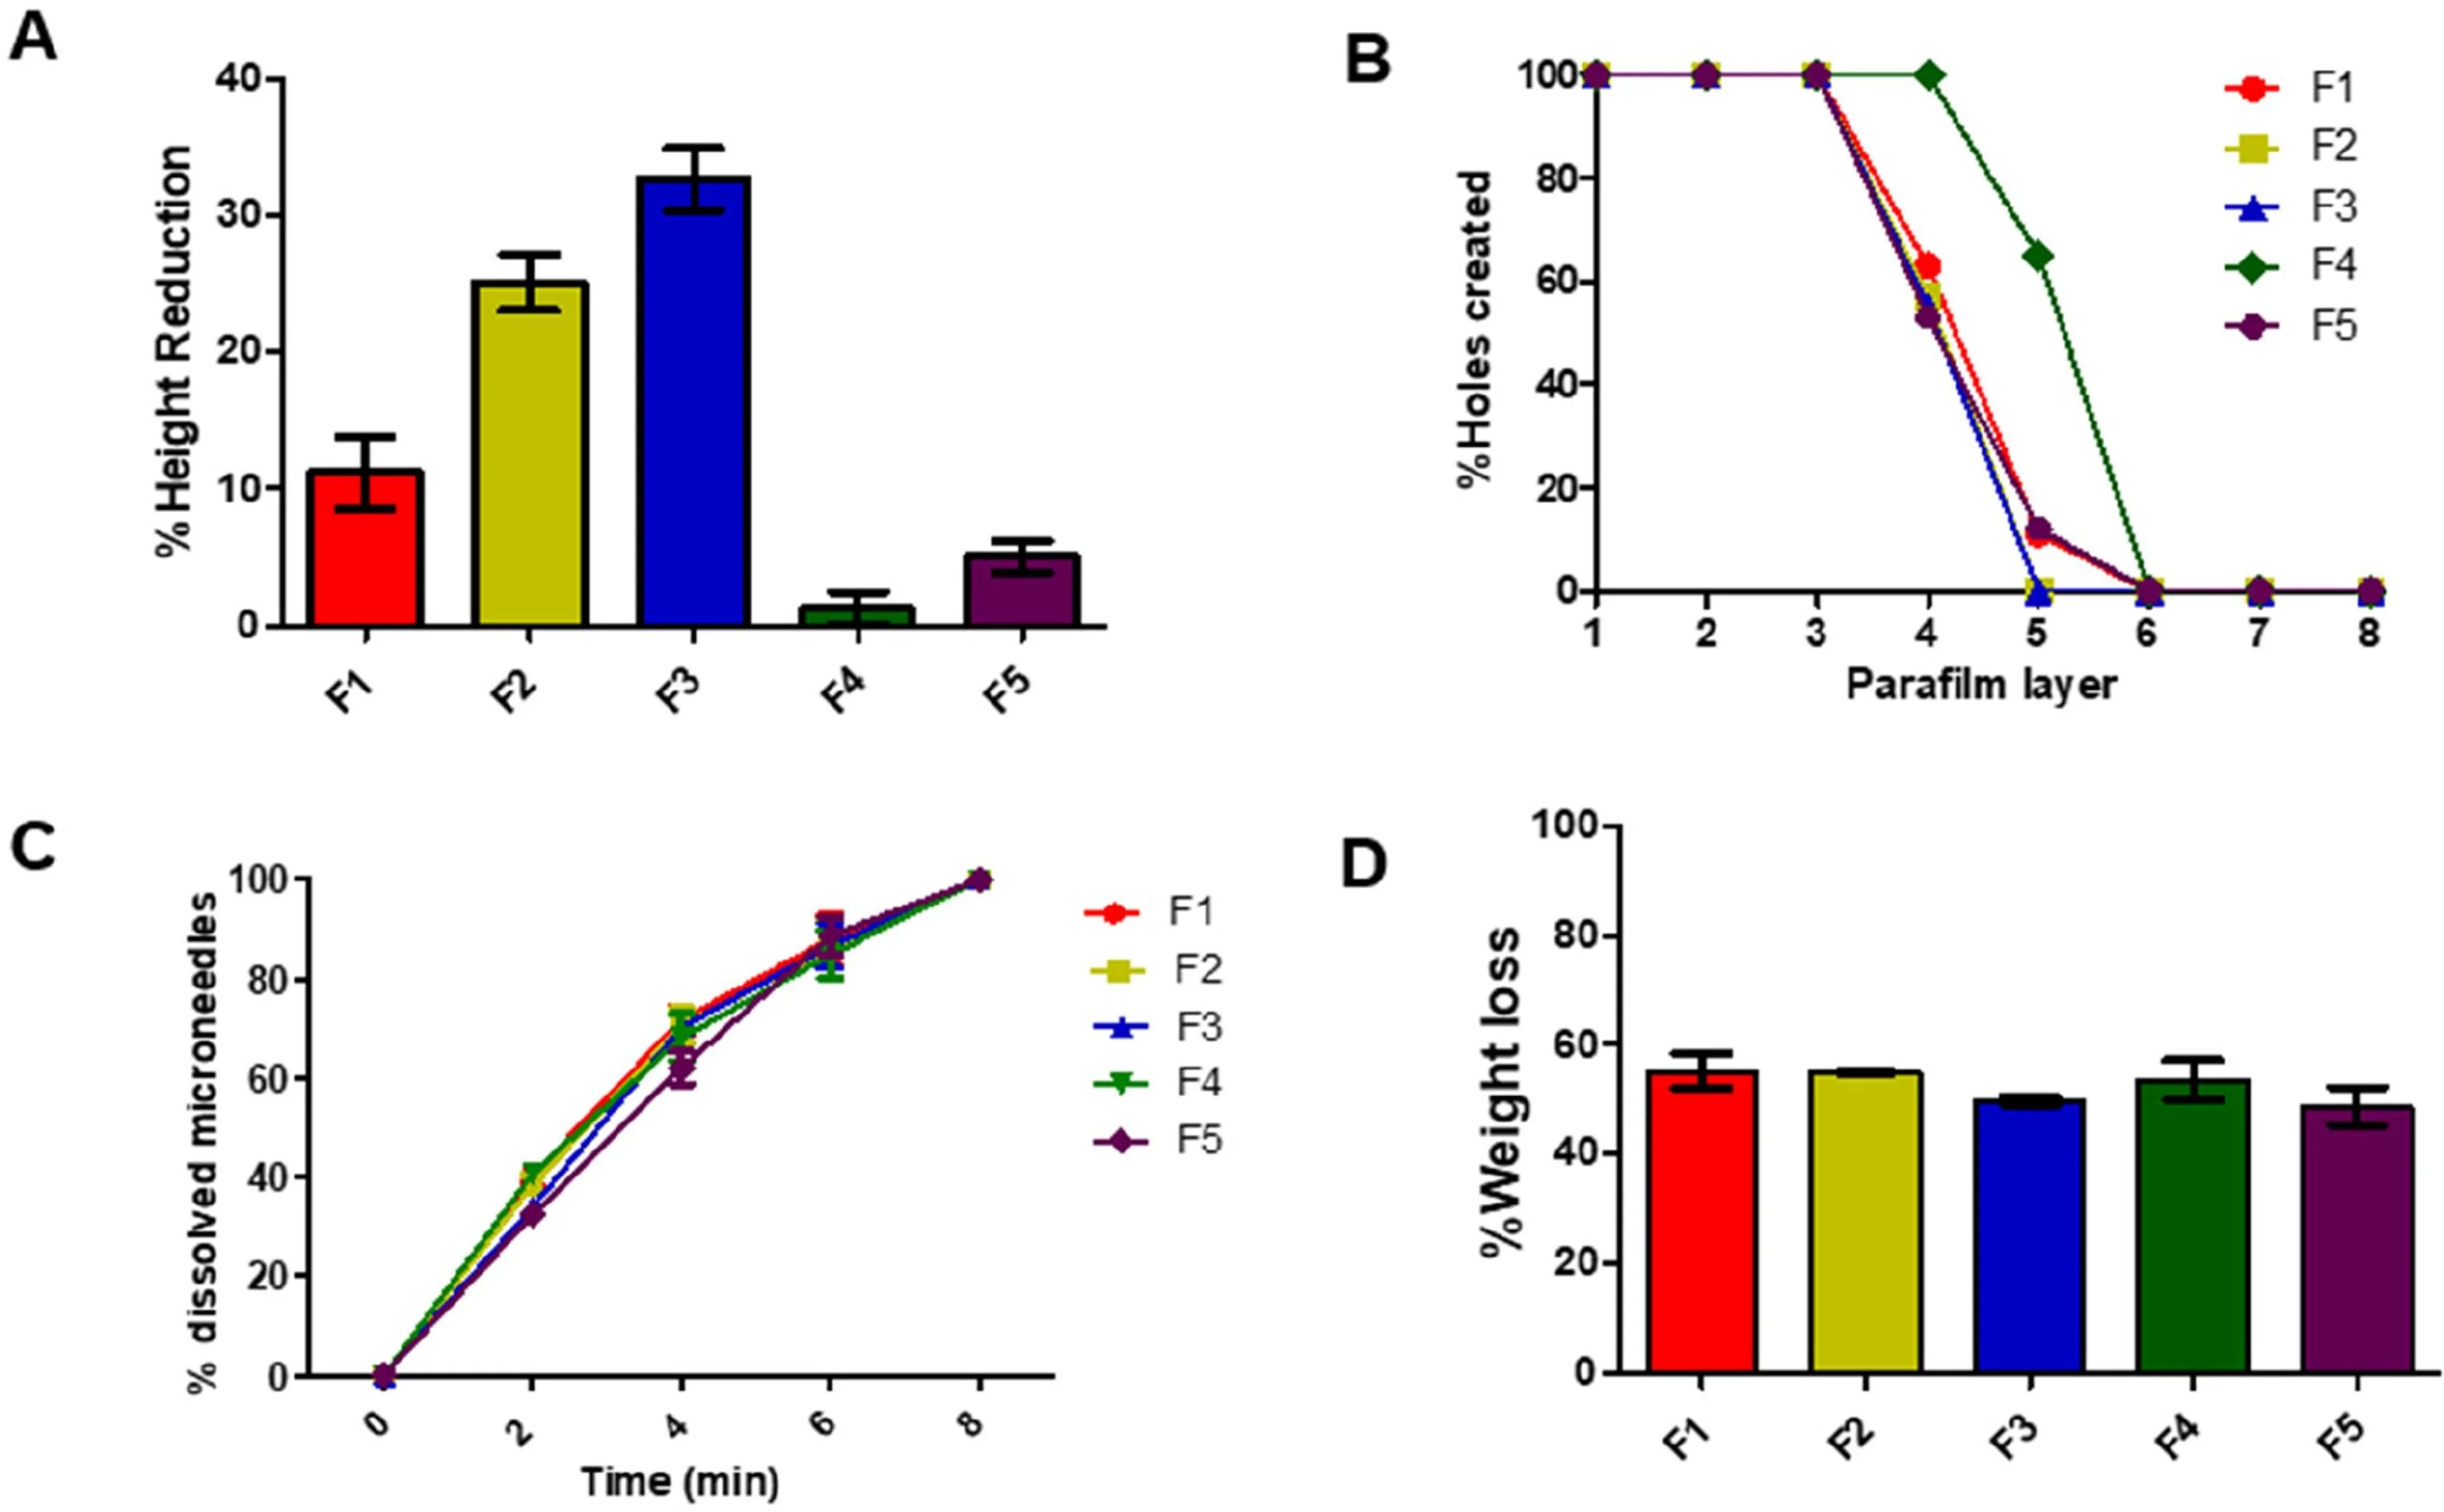 A
%Height Reduction
40
30
20
10
0
F1 F2 F3 F4 F5
B
%Holes created
100
80
60
40
20
0
1 2 3 4 5 6 7 8
Parafilm layer
F1
F2
F3
F4
F5
C
% dissolved microneedles
100
80
60
40
20
0
0 2 4 6 8
Time (min)
F1
F2
F3
F4
F5
D
%Weight loss
100
80
60
40
20
0
F1 F2 F3 F4 F5